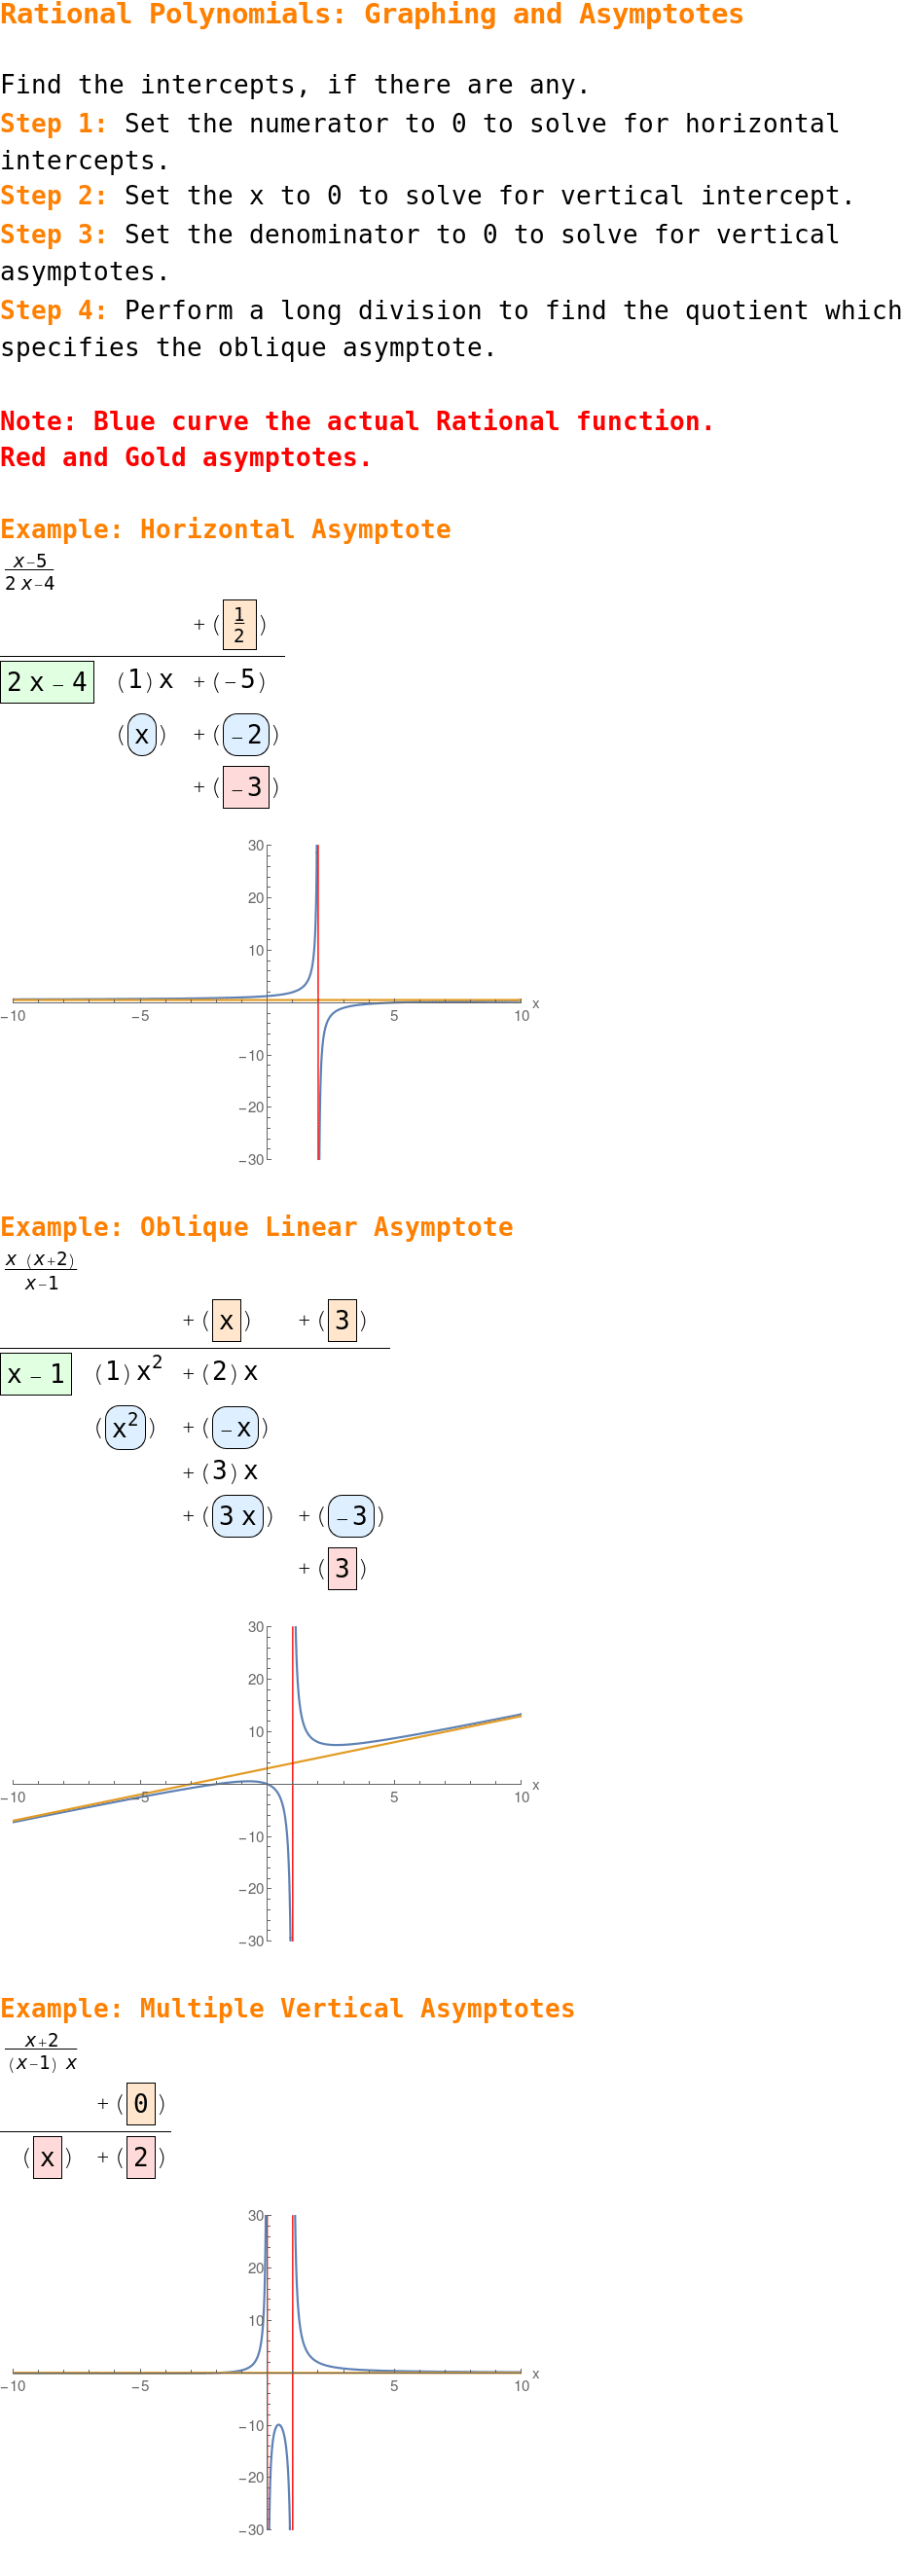 Rational Polynomials: Graphing and Asymptotes
Find the intercepts, if there are any.
Step 1: Set the numerator to 0 to solve for horizontal
intercepts.
Step 2: Set the x to 0 to solve for vertical intercept.
Step 3: Set the denominator to 0 to solve for vertical
asymptotes.
Step 4: Perform a long division to find the quotient which
specifies the oblique asymptote.
Note: Blue curve the actual Rational function.
Red and Gold asymptotes.
Example: Horizontal Asymptote
x−5
2 x−4
+ ( 1/2 )
2 x − 4 (1) x + (−5)
(x) + (−2)
+ (−3)
30
20
10
−10 −5 5 10 x
−10
−20
−30
Example: Oblique Linear Asymptote
x (x+2)
x−1
+ (x) + (3)
x − 1 (1) x² + (2) x
(x²) + (−x)
+ (3) x
+ (3 x) + (−3)
+ (3)
30
20
10
−10 −5 5 10 x
−10
−20
−30
Example: Multiple Vertical Asymptotes
x+2
(x−1) x
+ (0)
(x) + (2)
30
20
10
−10 −5 5 10 x
−10
−20
−30